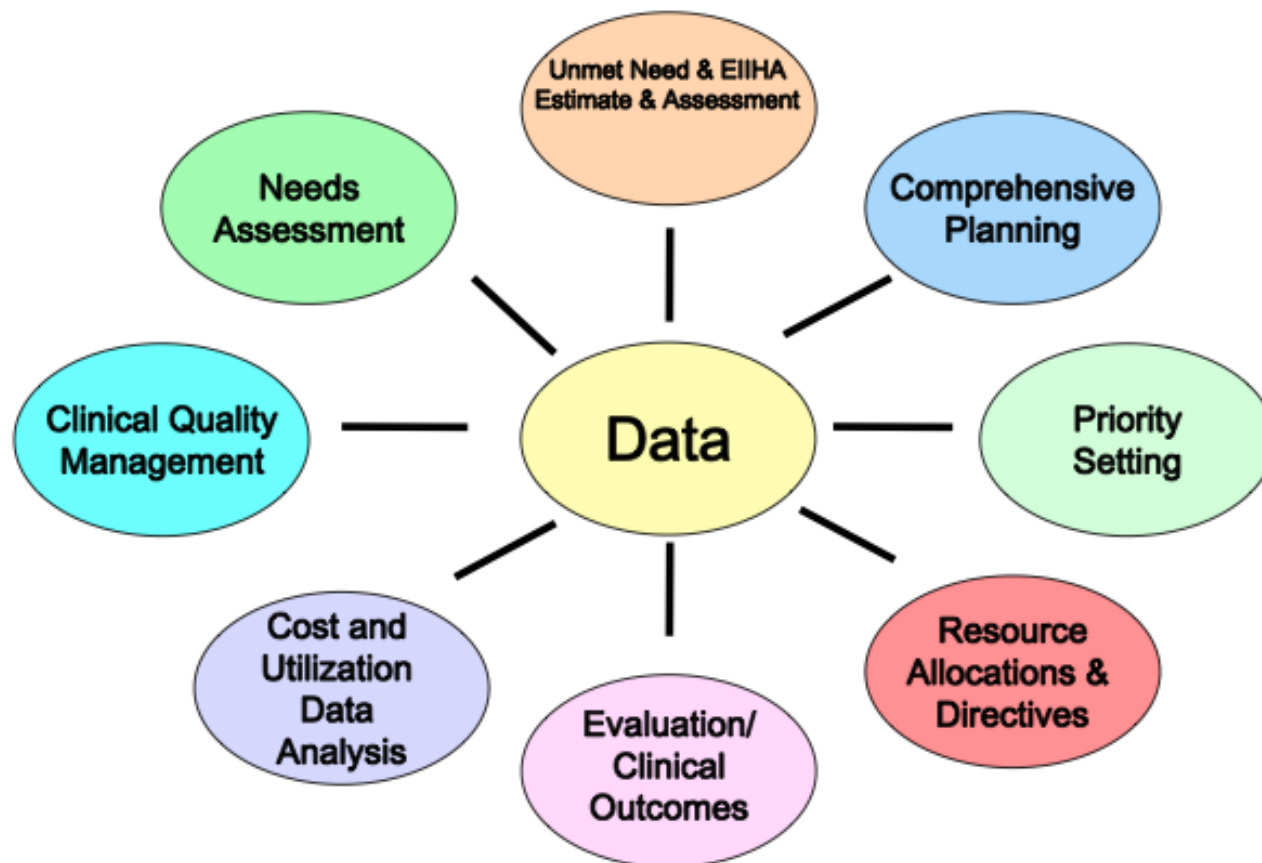 Unmet Need & EIIHA
Estimate & Assessment
Needs
Assessment
Comprehensive
Planning
Clinical Quality
Management
Data
Priority
Setting
Cost and
Utilization
Data
Analysis
Evaluation/
Clinical
Outcomes
Resource
Allocations &
Directives